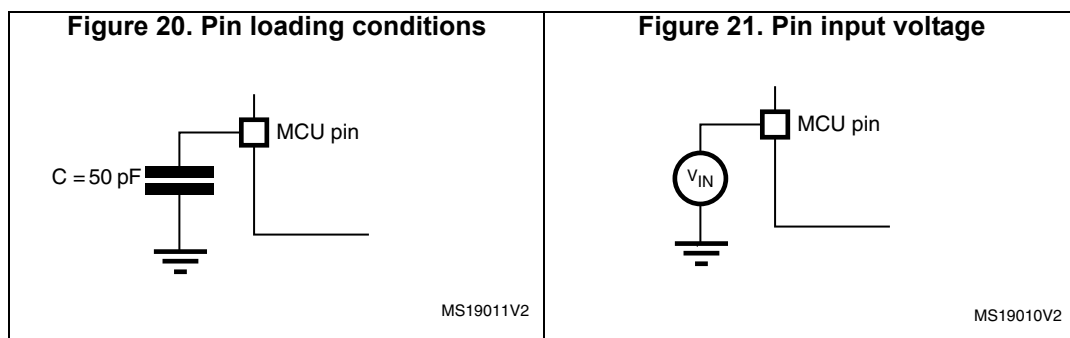 Figure 20. Pin loading conditions
MCU pin
C = 50 pF
MS19011V2
Figure 21. Pin input voltage
MCU pin
VIN
MS19010V2